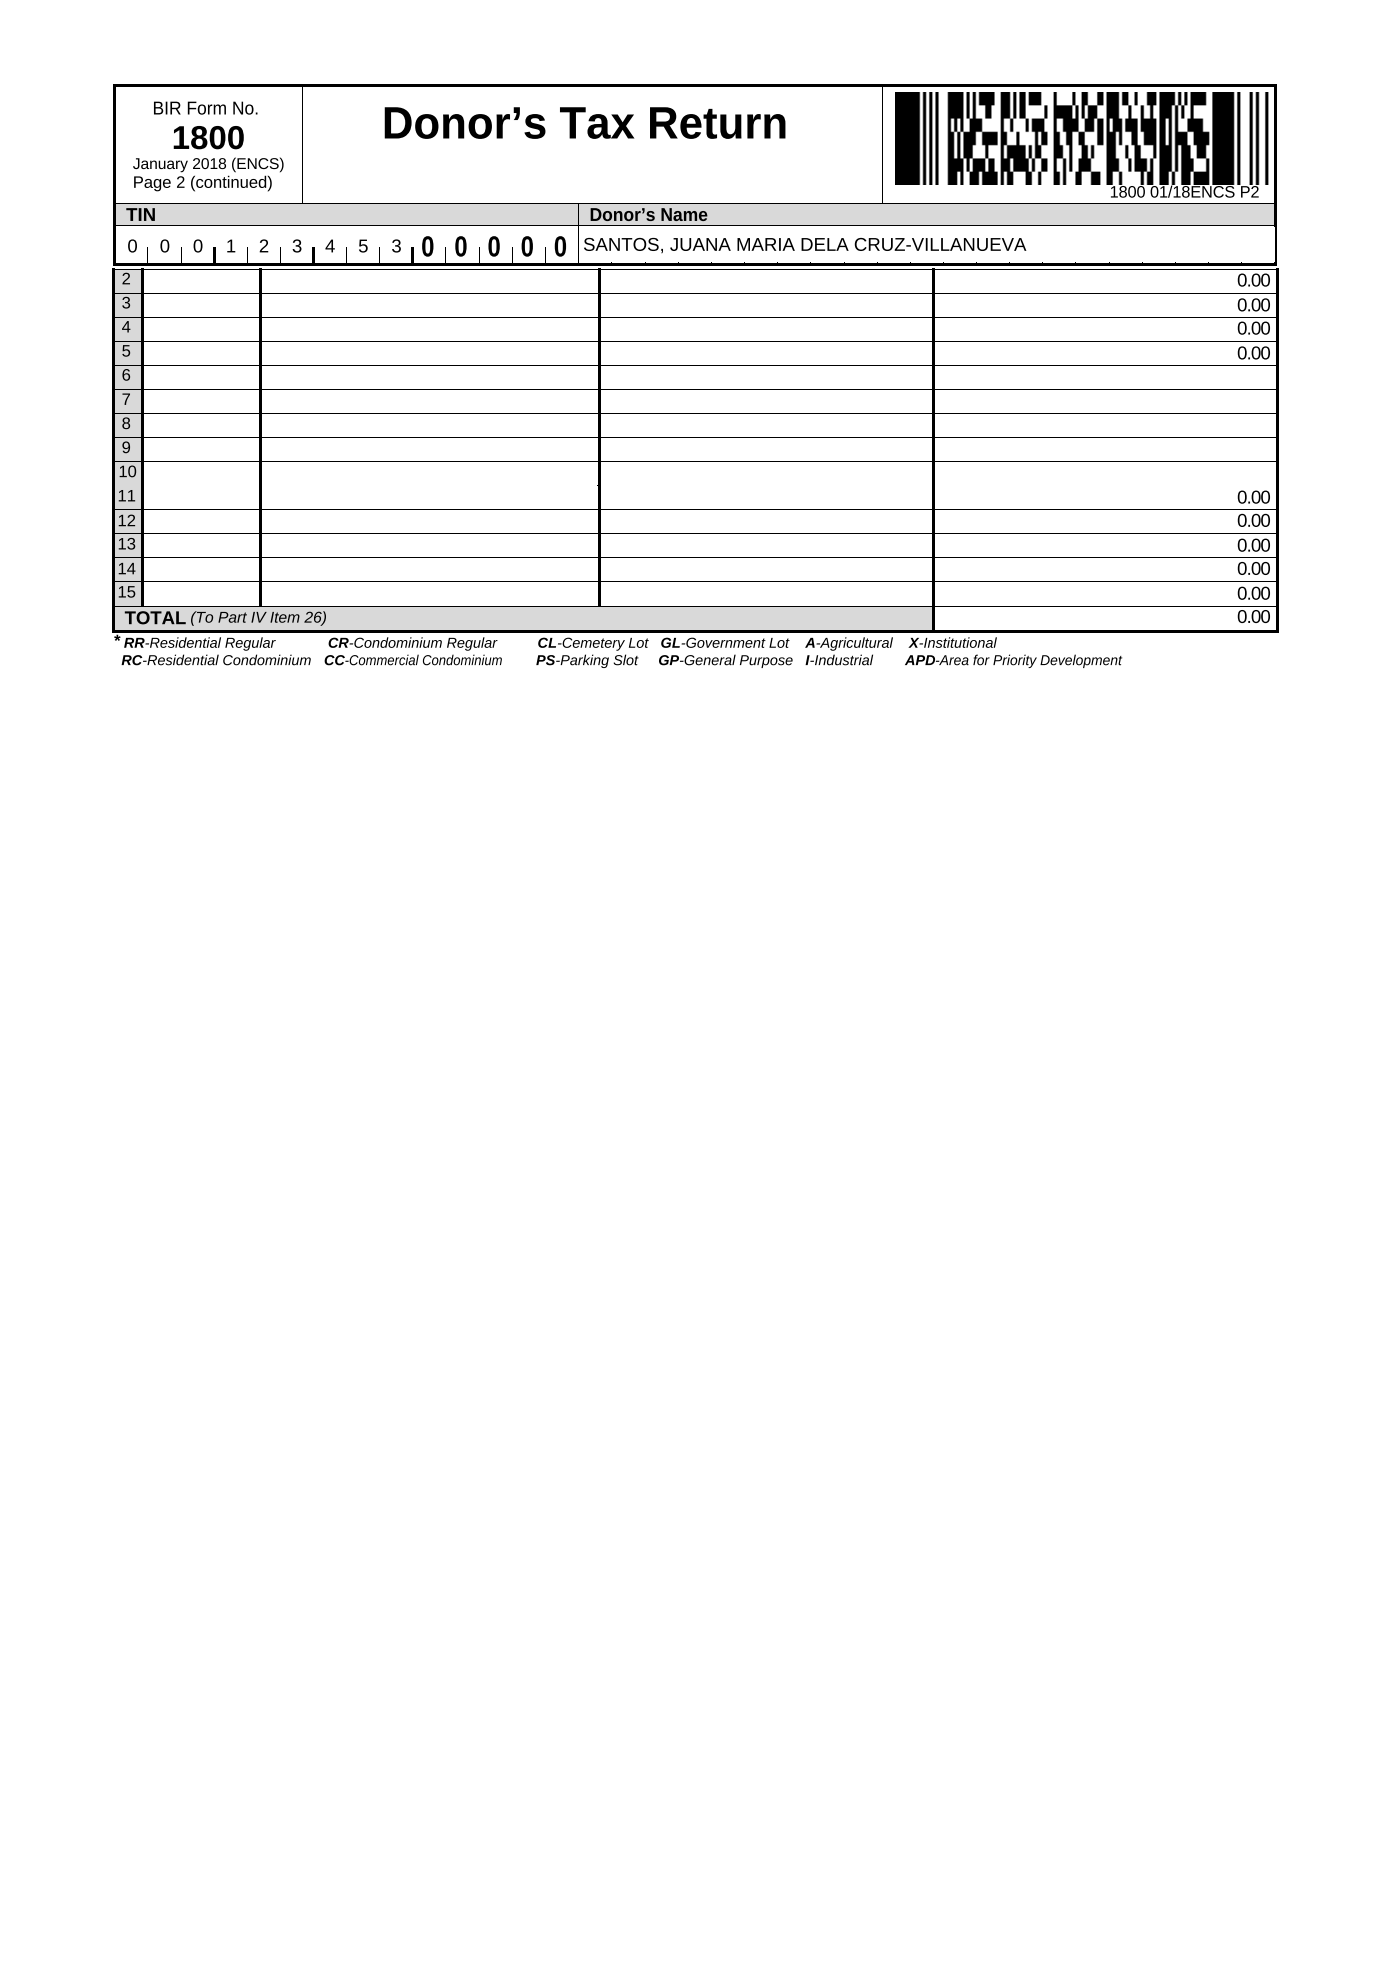 BIR Form No.
1800
January 2018 (ENCS)
Page 2 (continued)
Donor’s Tax Return
1800 01/18ENCS P2
TIN Donor’s Name
0 0 0 1 2 3 4 5 3 0 0 0 0 0 SANTOS, JUANA MARIA DELA CRUZ-VILLANUEVA
2 0.00
3 0.00
4 0.00
5 0.00
6
7
8
9
10
11 0.00
12 0.00
13 0.00
14 0.00
15 0.00
TOTAL (To Part IV Item 26) 0.00
* RR-Residential Regular CR-Condominium Regular CL-Cemetery Lot GL-Government Lot A-Agricultural X-Institutional
RC-Residential Condominium CC-Commercial Condominium PS-Parking Slot GP-General Purpose I-Industrial APD-Area for Priority Development